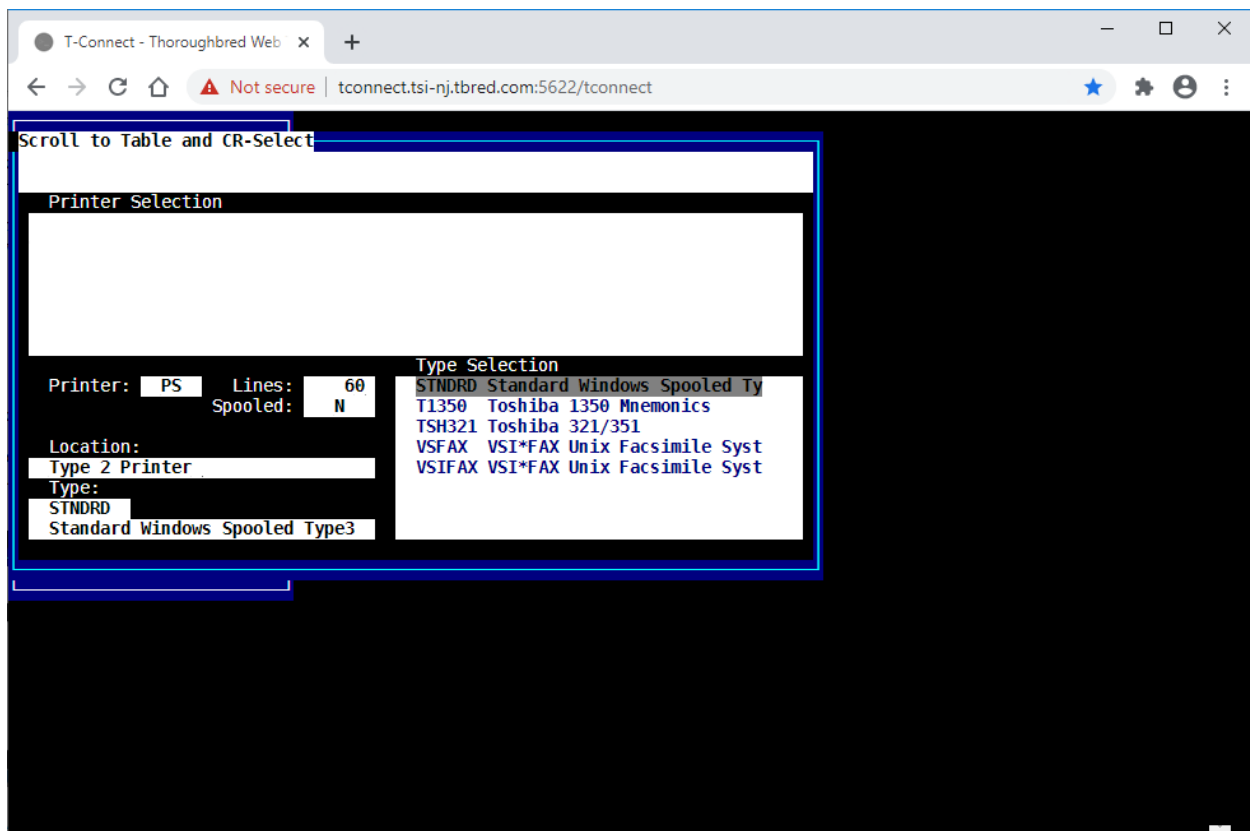 T-Connect - Thoroughbred Web
Not secure | tconnect.tsi-nj.tbred.com:5622/tconnect
Scroll to Table and CR-Select
Printer Selection
Type Selection
Printer: PS Lines: 60
Spooled: N
Location:
Type 2 Printer
Type:
STNDRD
Standard Windows Spooled Type3
STNDRD Standard Windows Spooled Ty
T1350 Toshiba 1350 Mnemonics
TSH321 Toshiba 321/351
VSFAX VSI*FAX Unix Facsimile Syst
VSIFAX VSI*FAX Unix Facsimile Syst